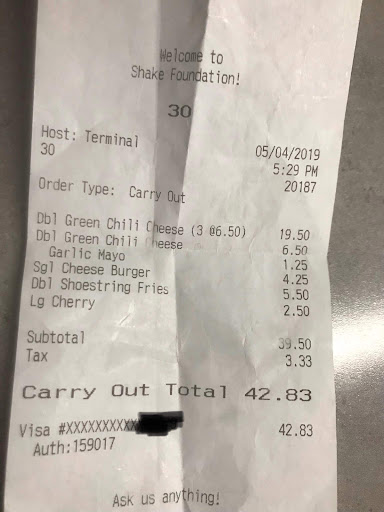 Welcome to
Shake Foundation!
30
Host: Terminal 05/04/2019
30 5:29 PM
20187
Order Type: Carry Out
Dbl Green Chili Cheese (3 @6.50) 19.50
Dbl Green Chili Cheese 6.50
Garlic Mayo 1.25
Sgl Cheese Burger 4.25
Dbl Shoestring Fries 5.50
Lg Cherry 2.50
Subtotal 39.50
Tax 3.33
Carry Out Total 42.83
Visa #XXXXXXXXXX 42.83
Auth:159017
Ask us anything!